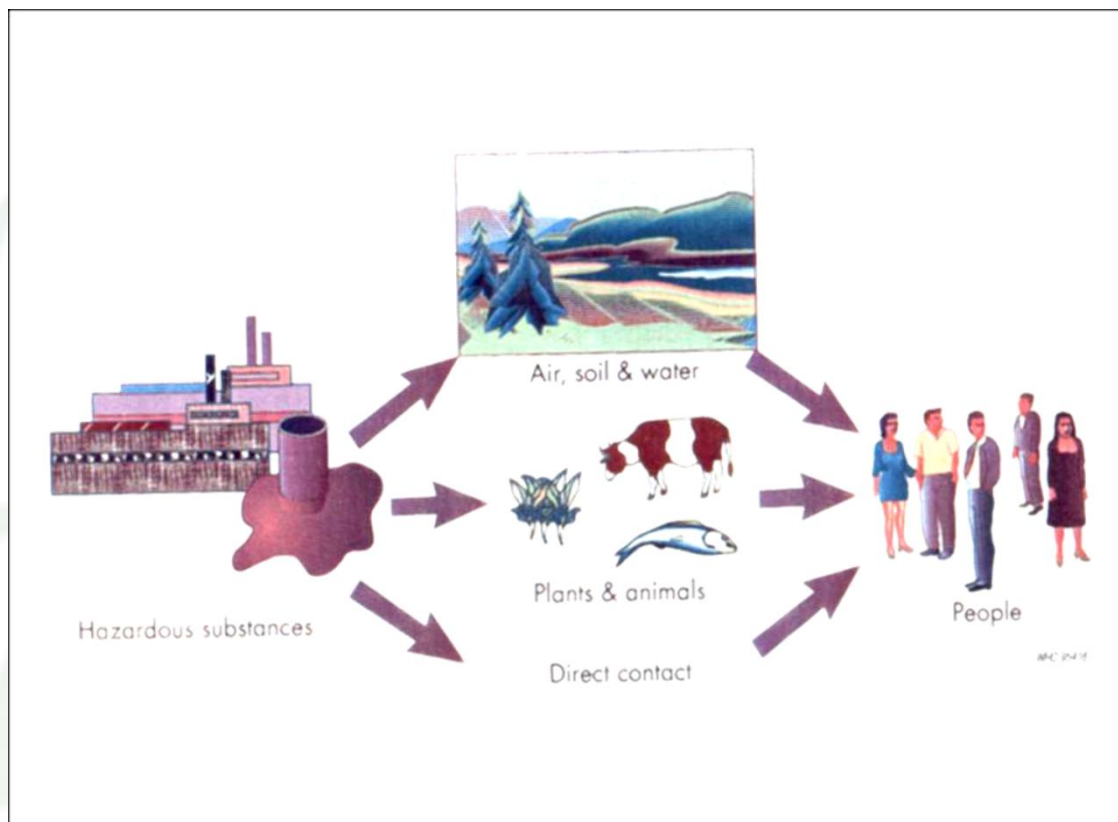 Air, soil & water
Plants & animals
Hazardous substances
People
Direct contact